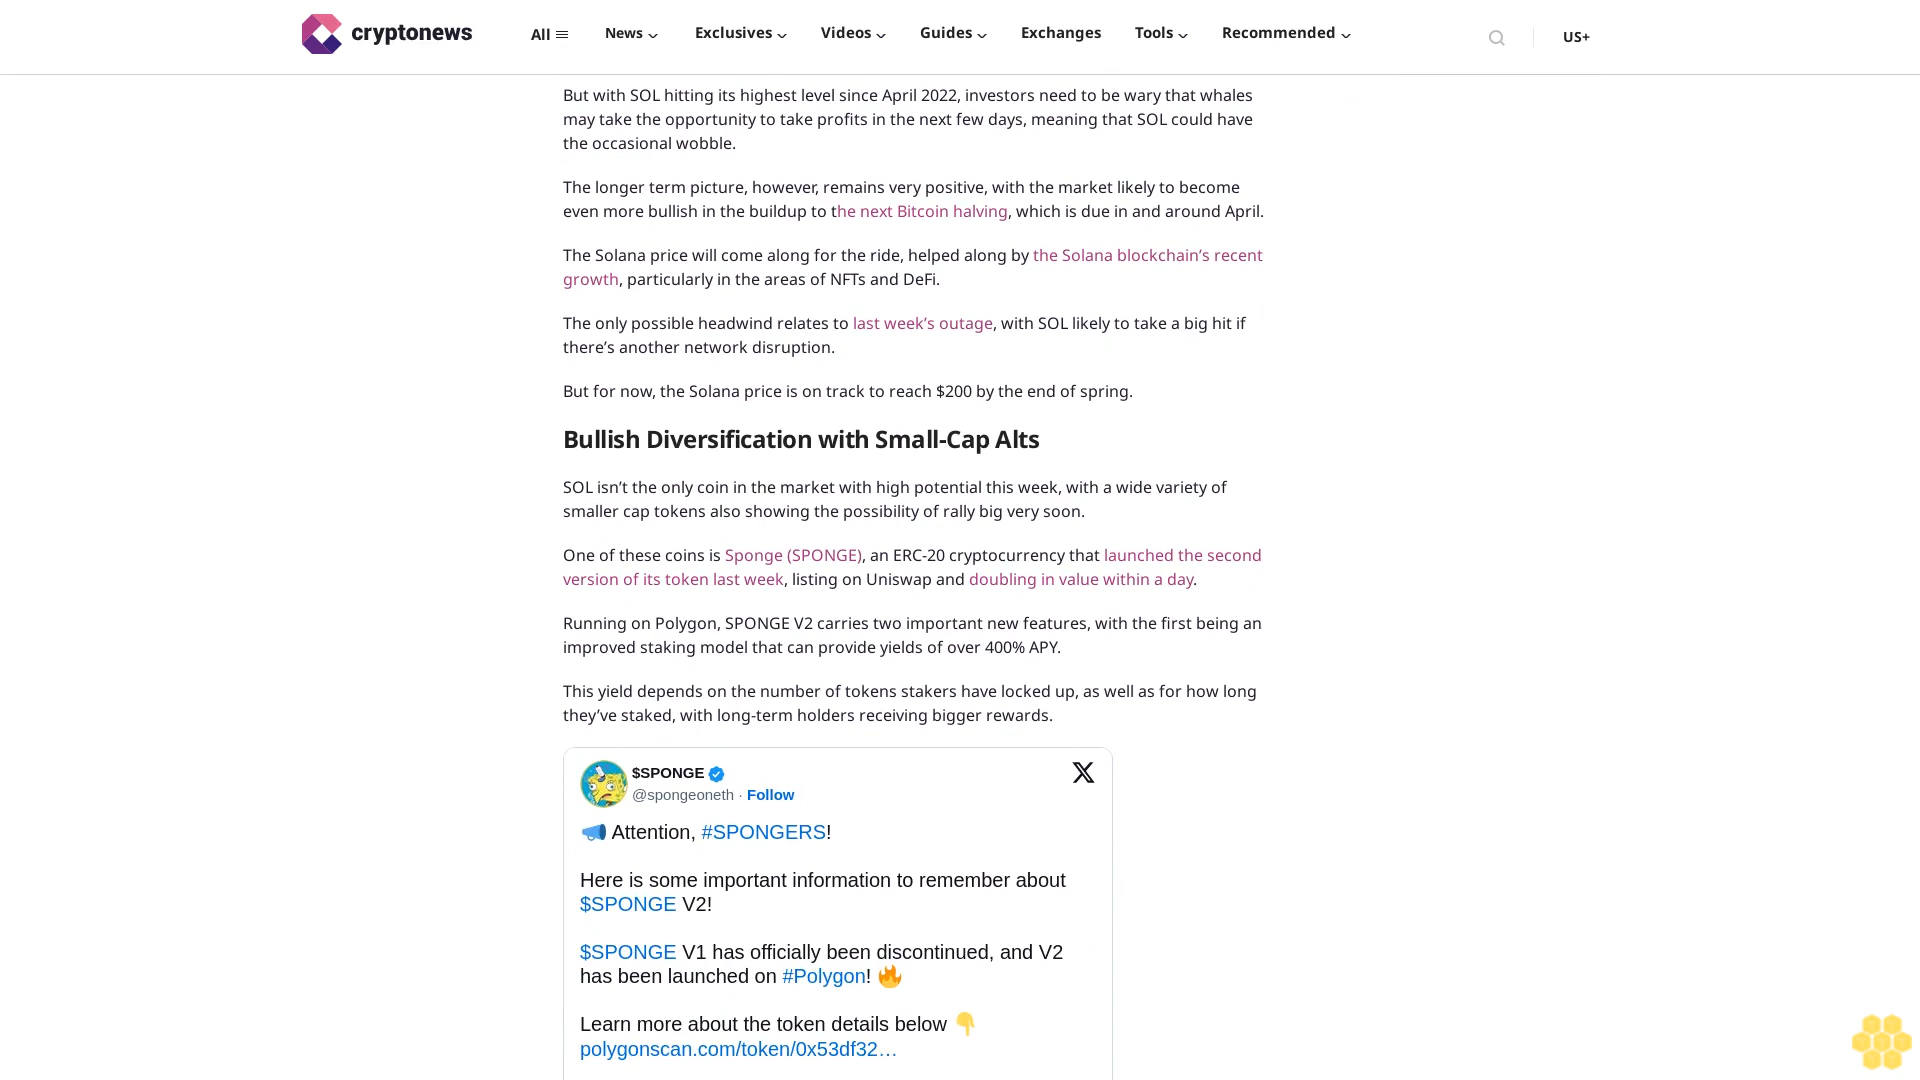 cryptonews
All
News
Exclusives
Videos
Guides
Exchanges
Tools
Recommended
US+
But with SOL hitting its highest level since April 2022, investors need to be wary that whales
may take the opportunity to take profits in the next few days, meaning that SOL could have
the occasional wobble.
The longer term picture, however, remains very positive, with the market likely to become
even more bullish in the buildup to the next Bitcoin halving, which is due in and around April.
The Solana price will come along for the ride, helped along by the Solana blockchain’s recent
growth, particularly in the areas of NFTs and DeFi.
The only possible headwind relates to last week’s outage, with SOL likely to take a big hit if
there’s another network disruption.
But for now, the Solana price is on track to reach $200 by the end of spring.
Bullish Diversification with Small-Cap Alts
SOL isn’t the only coin in the market with high potential this week, with a wide variety of
smaller cap tokens also showing the possibility of rally big very soon.
One of these coins is Sponge (SPONGE), an ERC-20 cryptocurrency that launched the second
version of its token last week, listing on Uniswap and doubling in value within a day.
Running on Polygon, SPONGE V2 carries two important new features, with the first being an
improved staking model that can provide yields of over 400% APY.
This yield depends on the number of tokens stakers have locked up, as well as for how long
they’ve staked, with long-term holders receiving bigger rewards.
$SPONGE
@spongeoneth · Follow
📣 Attention, #SPONGERS!
Here is some important information to remember about
$SPONGE V2!
$SPONGE V1 has officially been discontinued, and V2
has been launched on #Polygon! 🔥
Learn more about the token details below 👇
polygonscan.com/token/0x53df32…